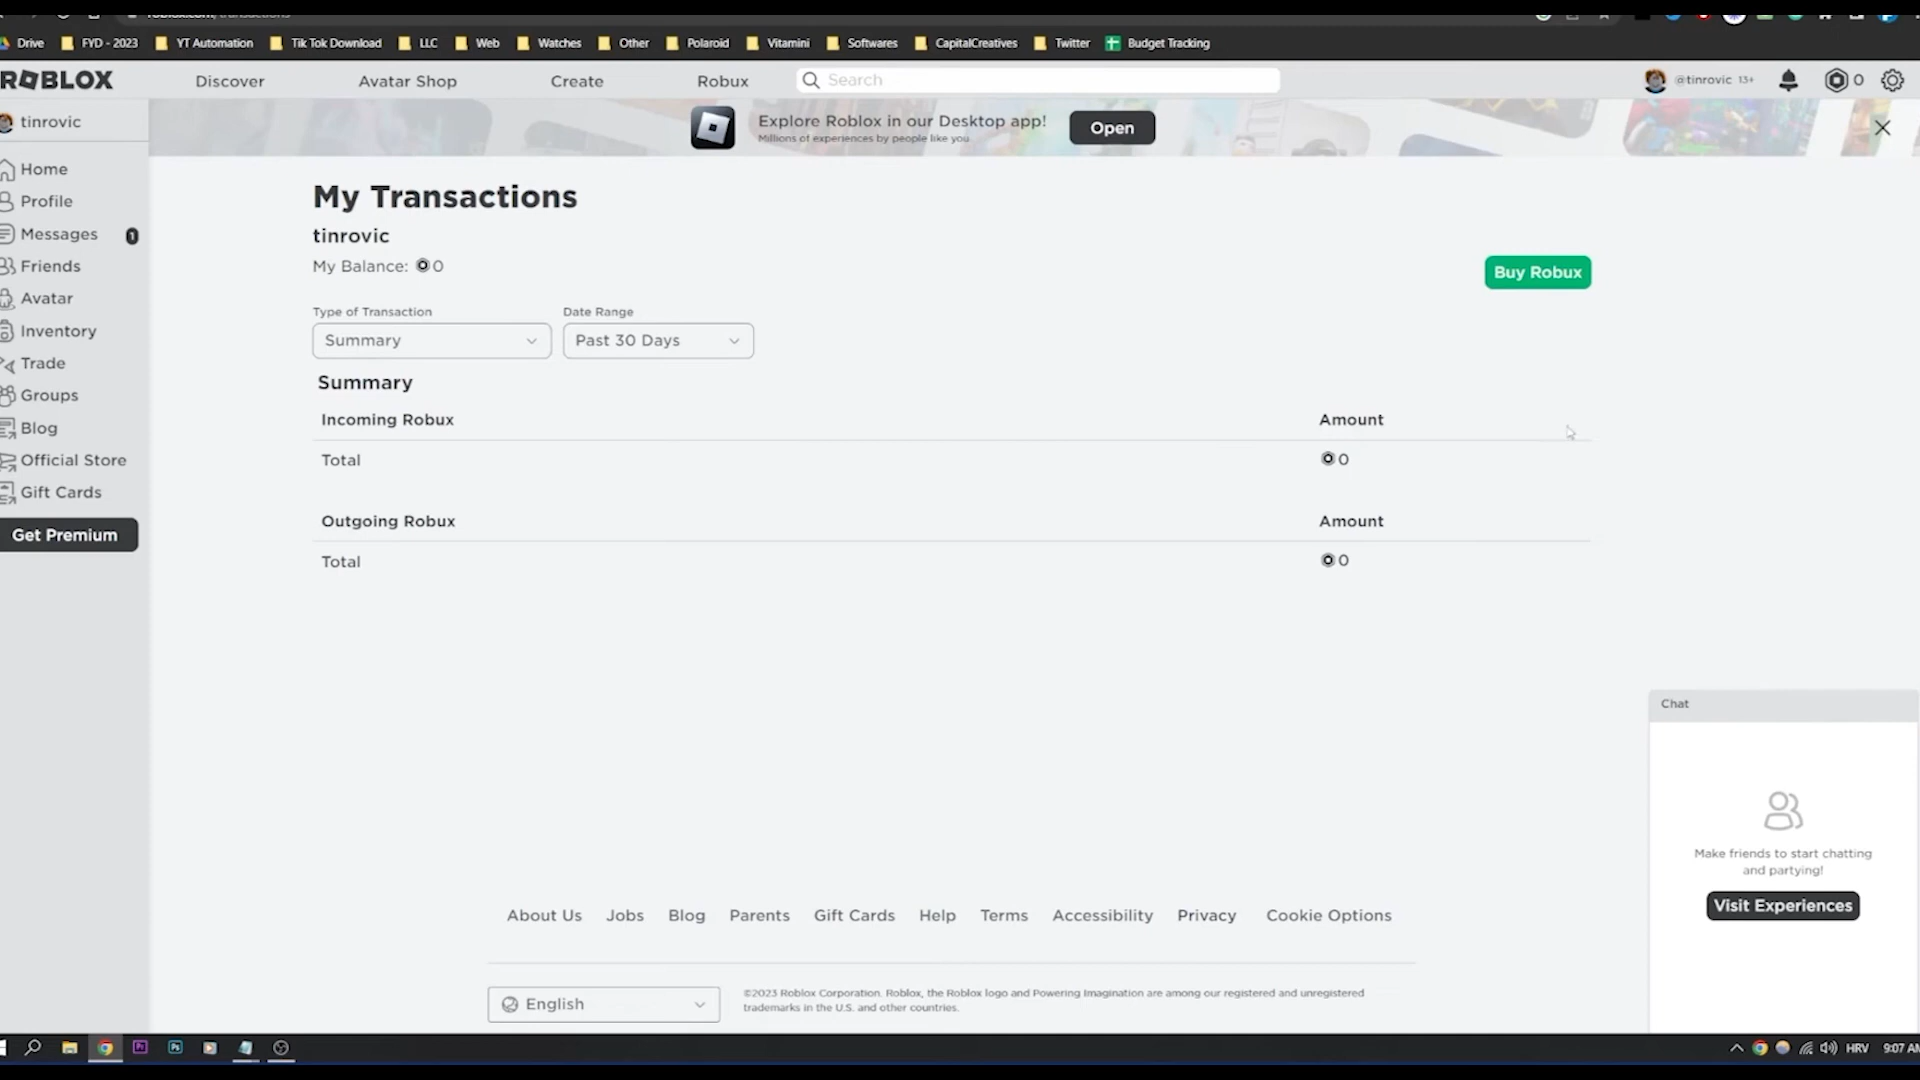 Drive FYD - 2023 YT Automation Tik Tok Download LLC Web Watches Other Polaroid Vitamini Softwares CapitalCreatives Twitter Budget Tracking
ROBLOX Discover Avatar Shop Create Robux Search @tinrovic 13+ 0
tinrovic
Explore Roblox in our Desktop app!
Millions of experiences by people like you
Open
Home
Profile
Messages 1
Friends
Avatar
Inventory
Trade
Groups
Blog
Official Store
Gift Cards
Get Premium
My Transactions
tinrovic
My Balance: 0
Buy Robux
Type of Transaction Date Range
Summary Past 30 Days
Summary
Incoming Robux Amount
Total 0
Outgoing Robux Amount
Total 0
Chat
Make friends to start chatting
and partying!
Visit Experiences
About Us Jobs Blog Parents Gift Cards Help Terms Accessibility Privacy Cookie Options
English
©2023 Roblox Corporation. Roblox, the Roblox logo and Powering Imagination are among our registered and unregistered
trademarks in the U.S. and other countries.
HRV 9:07 AM